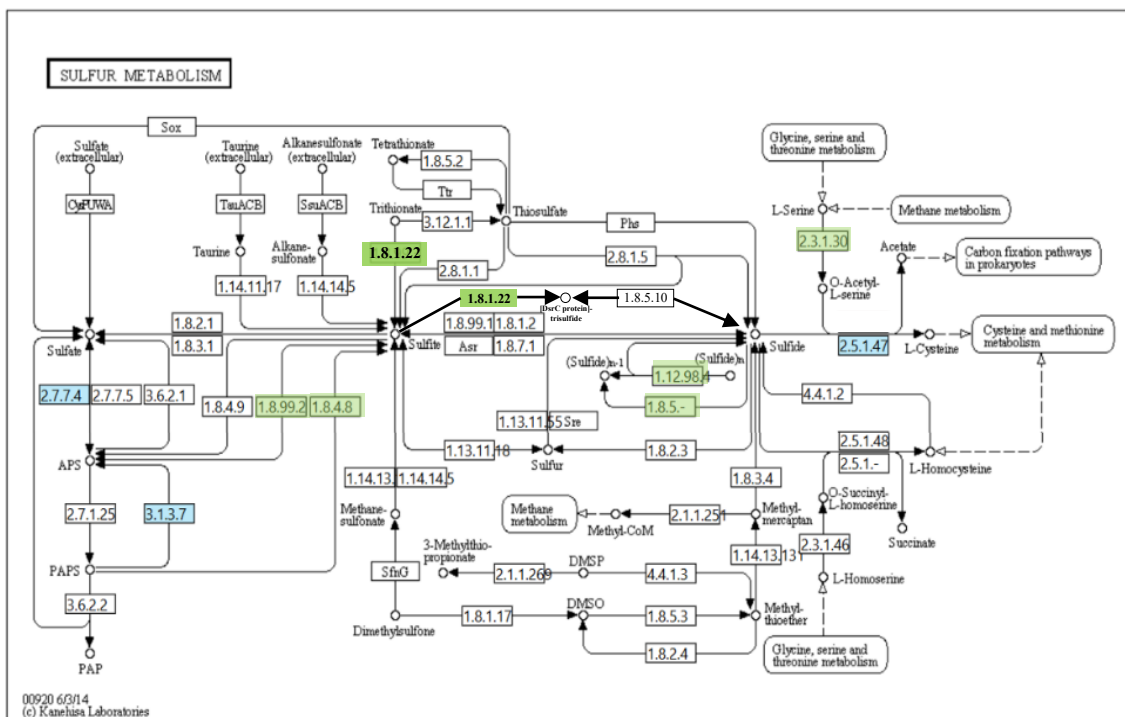 SULFUR METABOLISM
Sox
Sulfate
(extracellular)
Taurine
(extracellular)
Alkanesulfonate
(extracellular)
Tetrathionate
1.8.5.2
Glycine, serine and
threonine metabolism
CysPUWA
TauACB
SsuACB
Ttr
Trithionate
3.12.1.1
Thiosulfate
Phs
L-Serine
Methane metabolism
2.3.1.30
Acetate
Carbon fixation pathways
in prokaryotes
Taurine
Alkane-
sulfonate
1.8.1.22
2.8.1.1
2.8.1.5
1.14.11.17
1.14.14.5
O-Acetyl-
L-serine
1.8.1.22
[DsrC protein]-
trisulfide
1.8.5.10
Sulfate
1.8.2.1
1.8.3.1
Sulfite
1.8.99.1
1.8.1.2
Asr
1.8.7.1
Sulfide
2.5.1.47
L-Cysteine
Cysteine and methionine
metabolism
(Sulfide)n-1
1.12.98.4
(Sulfide)n
1.8.5.-
2.7.7.4
2.7.7.5
3.6.2.1
1.8.4.9
1.8.99.2
1.8.4.8
4.4.1.2
1.13.11.55
Sre
1.13.11.18
Sulfur
1.8.2.3
2.5.1.48
2.5.1.-
L-Homocysteine
APS
1.14.13.
1.14.14.5
1.8.3.4
O-Succinyl-
L-homoserine
Succinate
2.7.1.25
3.1.3.7
Methane-
sulfonate
Methane
metabolism
Methyl-CoM
2.1.1.251
Methyl-
mercaptan
2.3.1.46
1.14.13.131
PAPS
3-Methylthio-
propionate
2.1.1.269
DMSP
4.4.1.3
L-Homoserine
SfnG
3.6.2.2
Dimethylsulfone
1.8.1.17
DMSO
1.8.5.3
Methyl-
thioether
1.8.2.4
Glycine, serine and
threonine metabolism
PAP
00920 6/3/14
(c) Kanehisa Laboratories